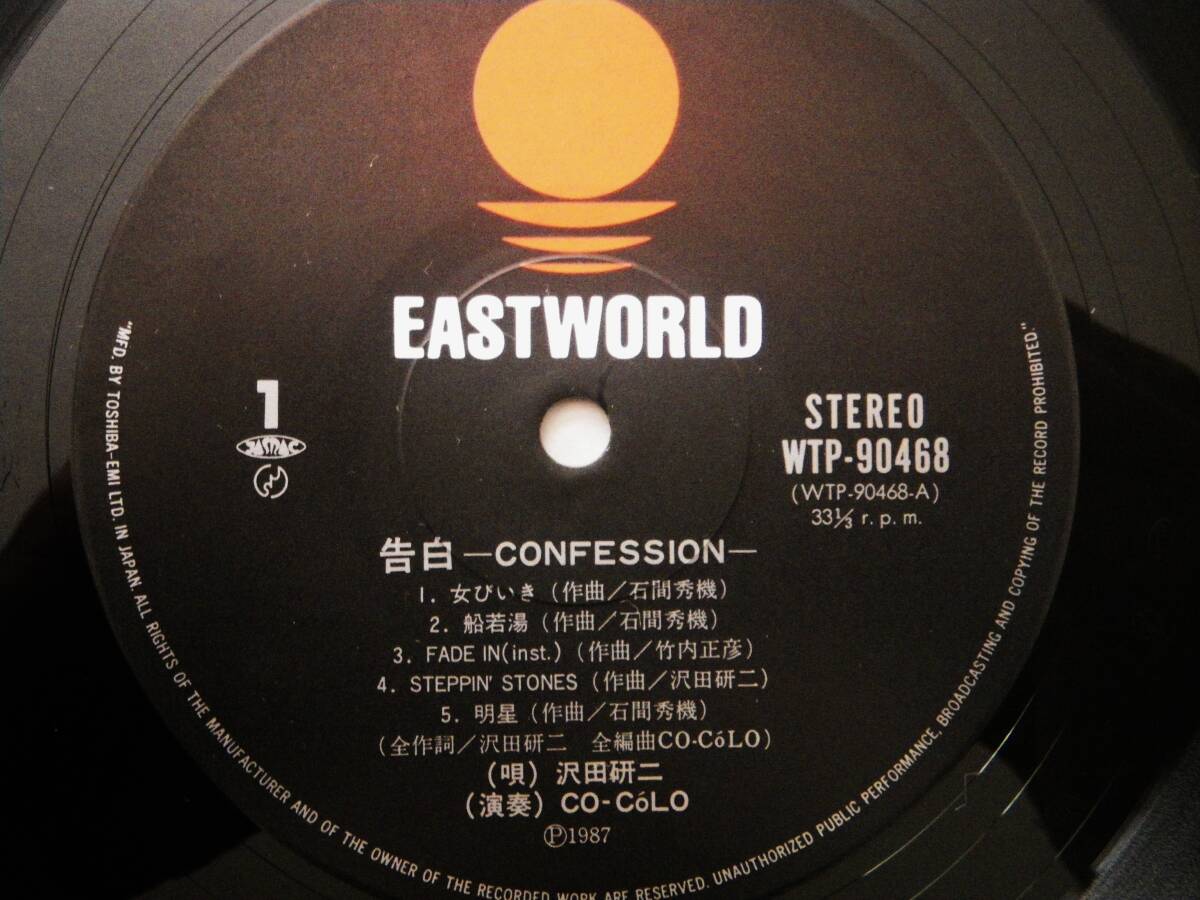 EASTWORLD
1
JASRAC
STEREO
WTP-90468
(WTP-90468-A)
33⅓ r.p.m.
告白 —CONFESSION—
1. 女びいき (作曲/石間秀機)
2. 船若湯 (作曲/石間秀機)
3. FADE IN(inst.) (作曲/竹内正彦)
4. STEPPIN' STONES (作曲/沢田研二)
5. 明星 (作曲/石間秀機)
(全作詞/沢田研二 全編曲CO-CóLO)
(唄) 沢田研二
(演奏) CO-CóLO
Ⓟ1987
"MFD. BY TOSHIBA-EMI LTD. IN JAPAN. ALL RIGHTS OF THE MANUFACTURER AND OF THE OWNER OF THE RECORDED WORK ARE RESERVED. UNAUTHORIZED PUBLIC PERFORMANCE, BROADCASTING AND COPYING OF THE RECORD PROHIBITED."